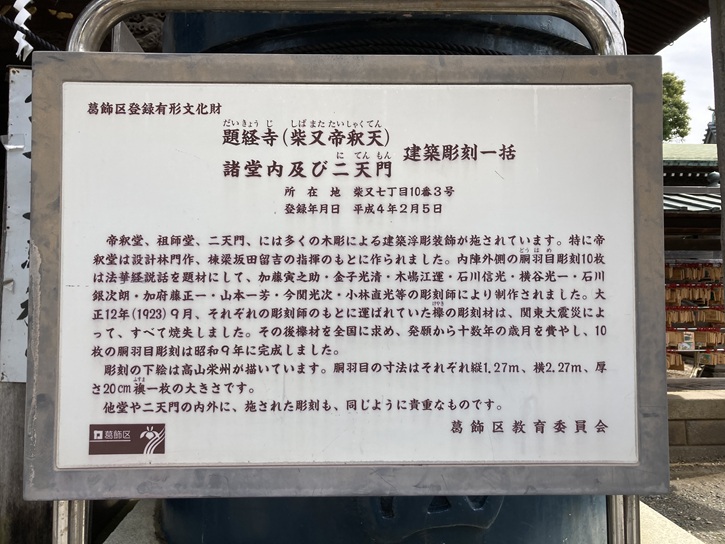 葛飾区登録有形文化財
だいきょうじ しばまたたいしゃくてん
題経寺(柴又帝釈天)
諸堂内及び二天門 建築彫刻一括
にてんもん
所在地 柴又七丁目10番3号
登録年月日 平成4年2月5日
帝釈堂、祖師堂、二天門、には多くの木彫による建築浮彫装飾が施されています。特に帝
釈堂は設計林門作、棟梁坂田留吉の指揮のもとに作られました。内陣外側の胴羽目彫刻10枚
どうはめ
は法華経説話を題材にして、加藤寅之助・金子光清・木嶋江運・石川信光・横谷光一・石川
銀次朗・加府藤正一・山本一芳・今関光次・小林直光等の彫刻師により制作されました。大
正12年(1923)9月、それぞれの彫刻師のもとに運ばれていた欅の彫刻材は、関東大震災によ
けやき
って、すべて焼失しました。その後欅材を全国に求め、発願から十数年の歳月を費やし、10
枚の胴羽目彫刻は昭和9年に完成しました。
彫刻の下絵は高山栄州が描いています。胴羽目の寸法はそれぞれ縦1.27m、横2.27m、厚
さ20cm襖一枚の大きさです。
ふすま
他堂や二天門の内外に、施された彫刻も、同じように貴重なものです。
葛飾区
葛飾区教育委員会